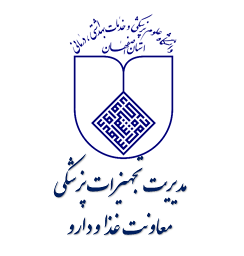 دانشگاه علوم پزشکی و خدمات بهداشتی، درمانی
استان اصفهان
مدیریت تجهیزات پزشکی
معاونت غذا و دارو